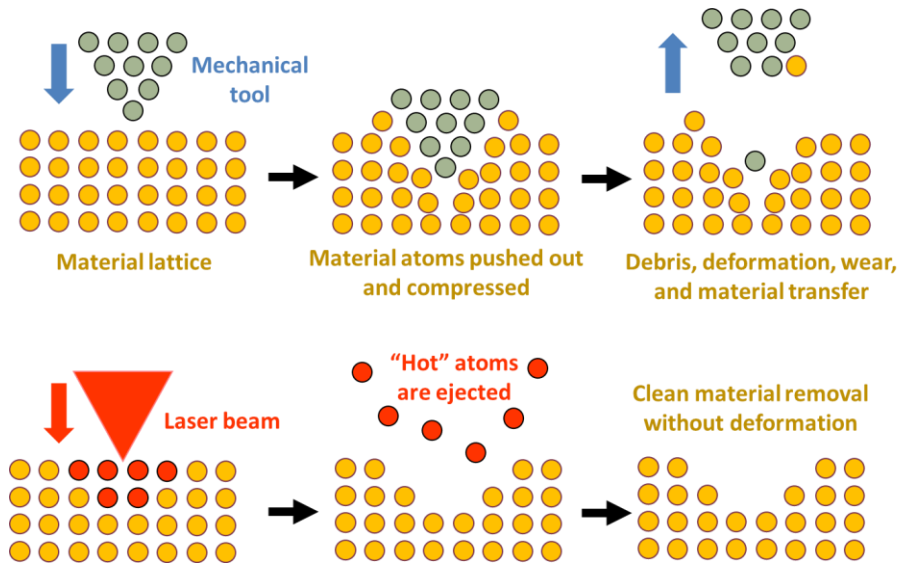 Mechanical
tool
Material lattice
Material atoms pushed out
and compressed
Debris, deformation, wear,
and material transfer
Laser beam
“Hot” atoms
are ejected
Clean material removal
without deformation